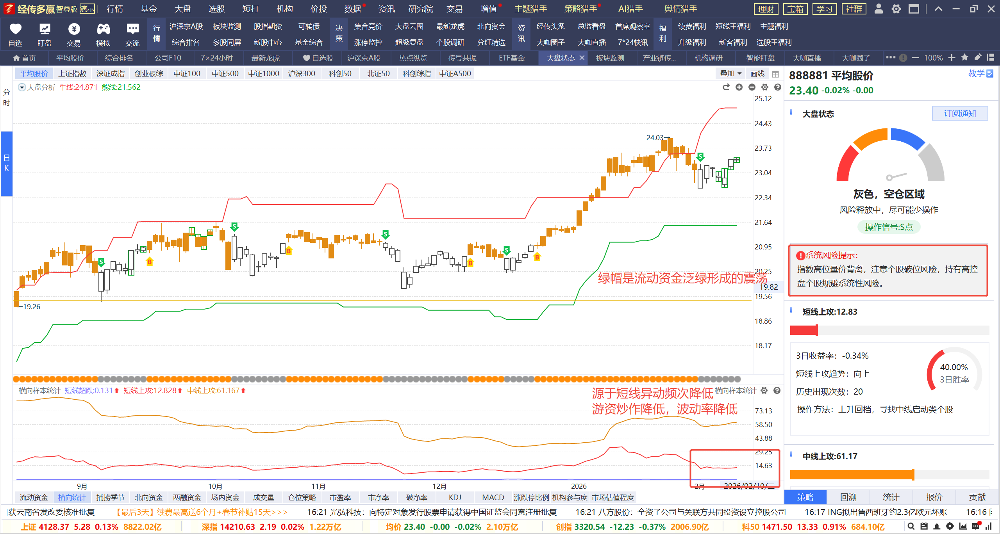 经传多赢 智尊版 演示 行情 基金 大盘 选股 短打 机构 价投 数据 资讯 研究院 交易 增值 主题猎手 策略猎手 AI猎手 舆情猎手 理财 宝箱 学习 社群
自选 盯盘 交易 模拟 交流
行情 沪深京A股 板块监测 股指期货 可转债
综合排名 多股同屏 新股中心 基金综合
决策 集合竞价 大盘云图 最新龙虎 北向资金
涨停监控 超级复盘 个股调研 分红精选
资讯 经传头条 总监看盘 首席观察室
大咖圈子 大咖直播 7*24快讯
福利 续费福利 短线王福利 主题福利
升级福利 新客福利 选股王福利
首页 平均股价 综合排名 公司F10 7×24小时 最新龙虎 自选股 沪深京A股 热点纵览 传导共振 ETF基金 大盘状态 板块监测 产业链传... 机构调研 智能盯盘 大咖直播 大咖圈子 100%
分时
日K
平均股价 上证指数 深证成指 创业板综 中证100 中证500 中证1000 沪深300 科创50 北证50 科创综指 中证A500 叠加 画线
大盘分析 牛线:24.871 熊线:21.562
25.12
24.43
24.03→
23.73
23.04
22.34
21.64
20.95
20.25
绿帽是流动资金泛绿形成的震荡
19.82
19.56
19.26
18.86
18.17
S
B
S
B
S
B
S
B
S
横向样本统计 短线超跌:0.131 短线上攻:12.828 中线上攻:61.167
源于短线异动频次降低
游资炒作降低，波动率降低
横向样本统计
73.13
58.50
43.88
29.25
14.63
9月 10月 11月 12月 2026 2月 2026/02/10/二
流动资金 横向统计 捕捞季节 北向资金 两融资金 场内资金 成交量 仓位策略 市盈率 市净率 破净率 KDJ MACD 涨跌停比例 机构参与度 市场估值程度
888881 平均股价 教学
23.40 -0.02% -0.00
大盘状态 订阅通知
灰色，空仓区域
风险释放中，尽可能少操作
操作信号:S点
系统风险提示：
指数高位量价背离，注意个股破位风险，持有高控
盘个股规避系统性风险。
短线上攻:12.83
3日收益率：-0.34%
短线上攻趋势：向上
历史出现次数：20
操作方法：上升回档，寻找中线启动类个股
40.00%
3日胜率
中线上攻:61.17
策略 回溯 统计 报价 贡献
获云南省发改委核准批复 【最后3天】续费最高送6个月+春节补贴15天>>> 16:21 光弘科技：向特定对象发行股票申请获得中国证监会同意注册批复 16:21 八方股份：全资子公司与关联方共同投资设立控股公司 16:17 ING拟出售西班牙约2.3亿欧元坏账 16:16
上证 4128.37 5.28 0.13% 8822.02亿 深指 14210.63 2.19 0.02% 1.22万亿 均价 23.40 -0.00 -0.02% 2.10万亿 创指 3320.54 -12.23 -0.37% 2006.90亿 科50 1471.50 13.33 0.91% 684.10亿